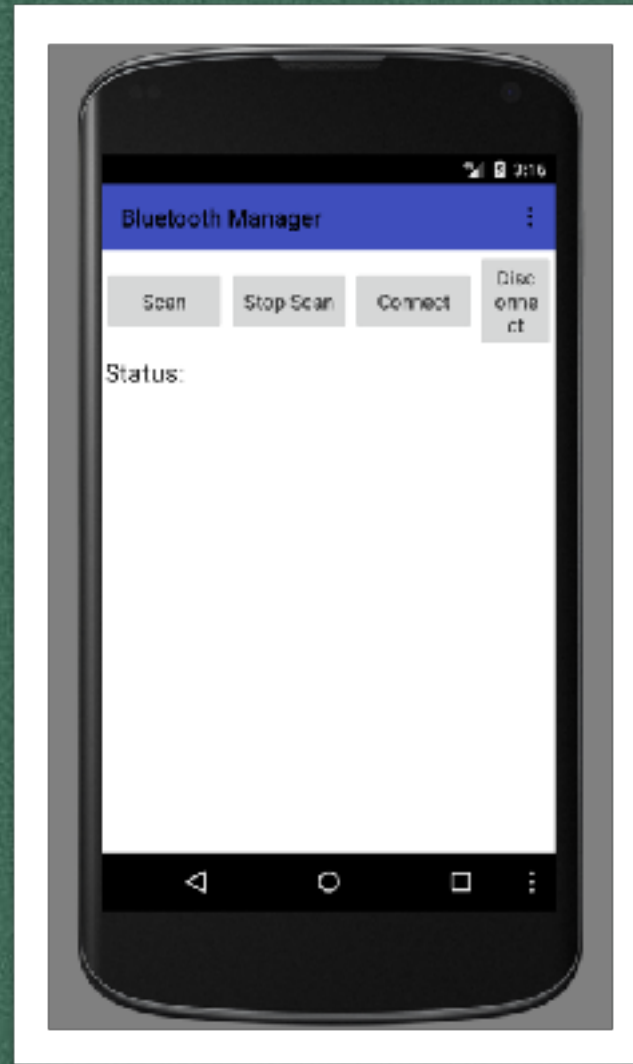 3:16
Bluetooth Manager
Scan
Stop Scan
Connect
Disc
onne
ct
Status: